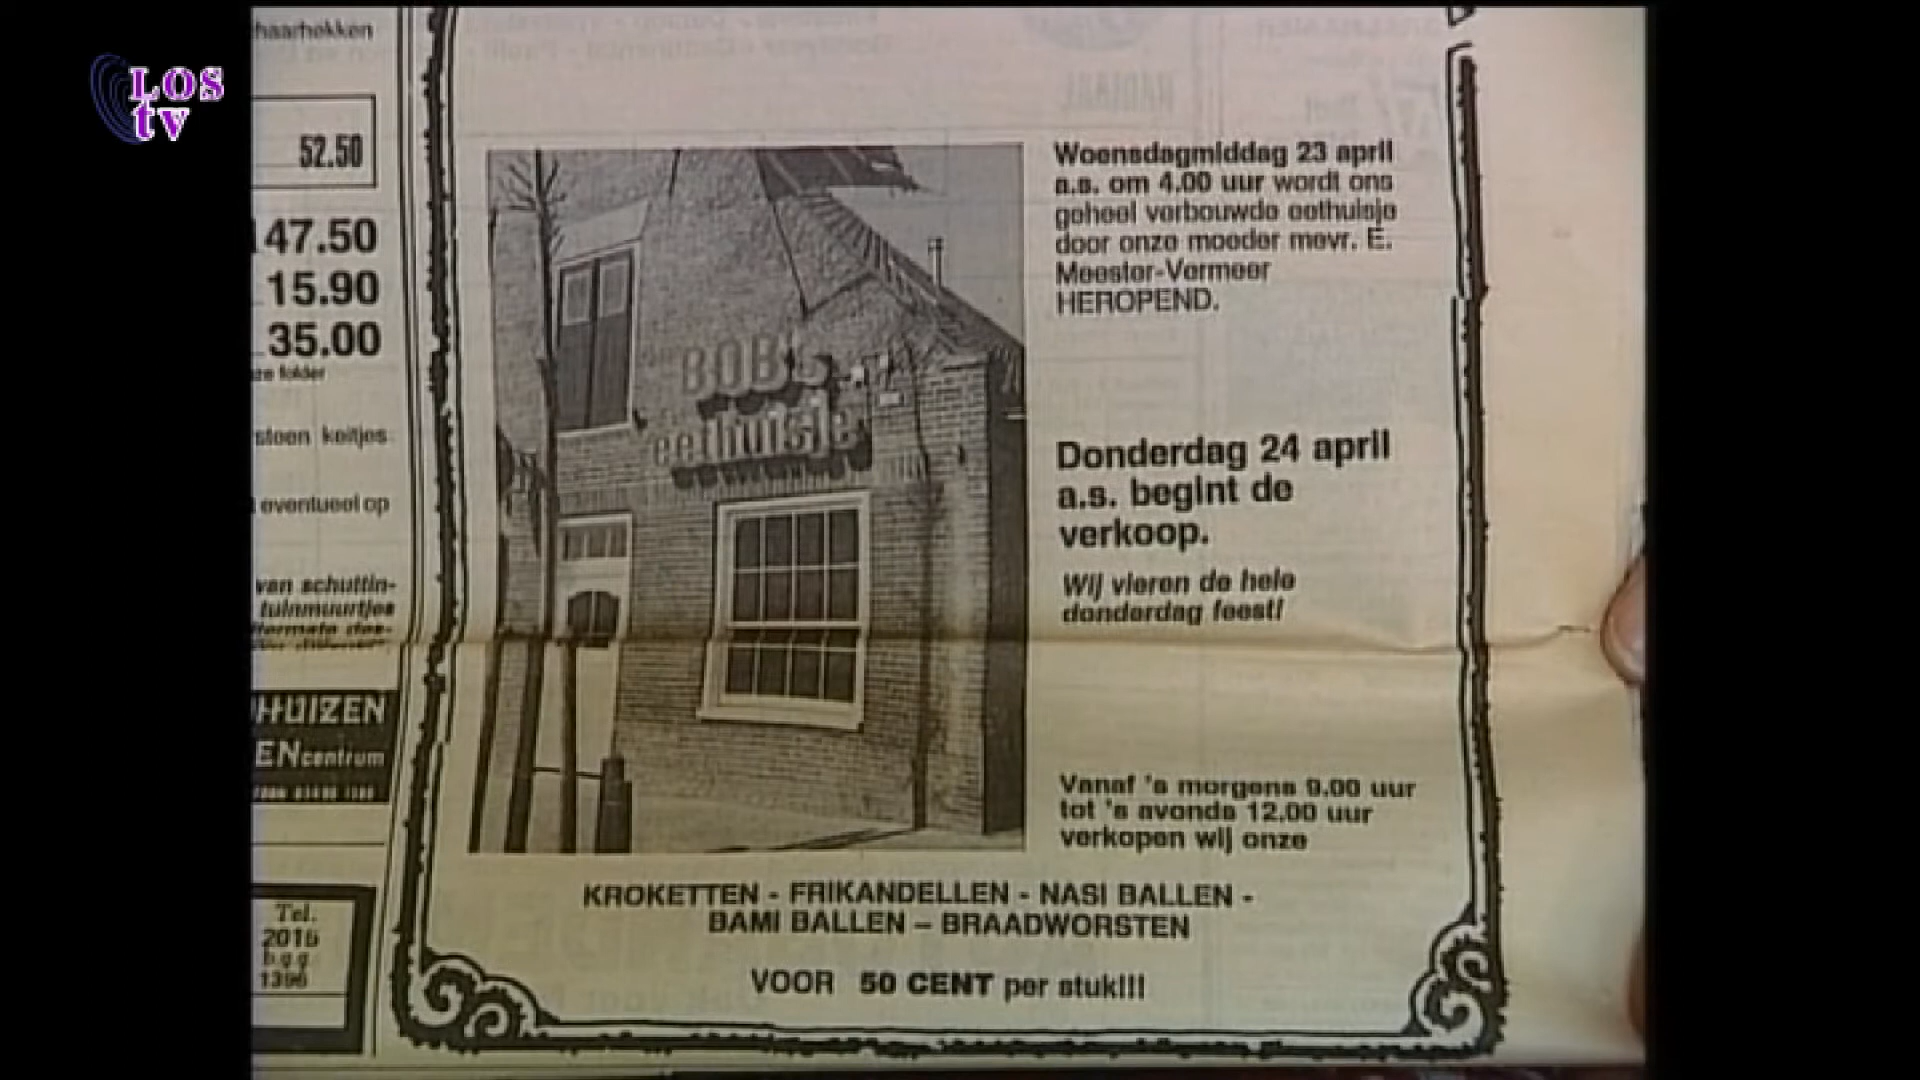 LOS
tv
haarhekken
52.50
147.50
15.90
35.00
ze folder
steen keitjes
eventueel op
van schuttin-
tuinmuurtjes
HUIZEN
ENcentrum
Tel.
2016
b.g.g.
1396
BOB's
eethuisje
Woensdagmiddag 23 april
a.s. om 4.00 uur wordt ons
geheel verbouwde eethuisje
door onze moeder mevr. E.
Meester-Vermeer
HEROPEND.
Donderdag 24 april
a.s. begint de
verkoop.
Wij vieren de hele
donderdag feest!
Vanaf 's morgens 9.00 uur
tot 's avonds 12.00 uur
verkopen wij onze
KROKETTEN - FRIKANDELLEN - NASI BALLEN -
BAMI BALLEN – BRAADWORSTEN
VOOR 50 CENT per stuk!!!